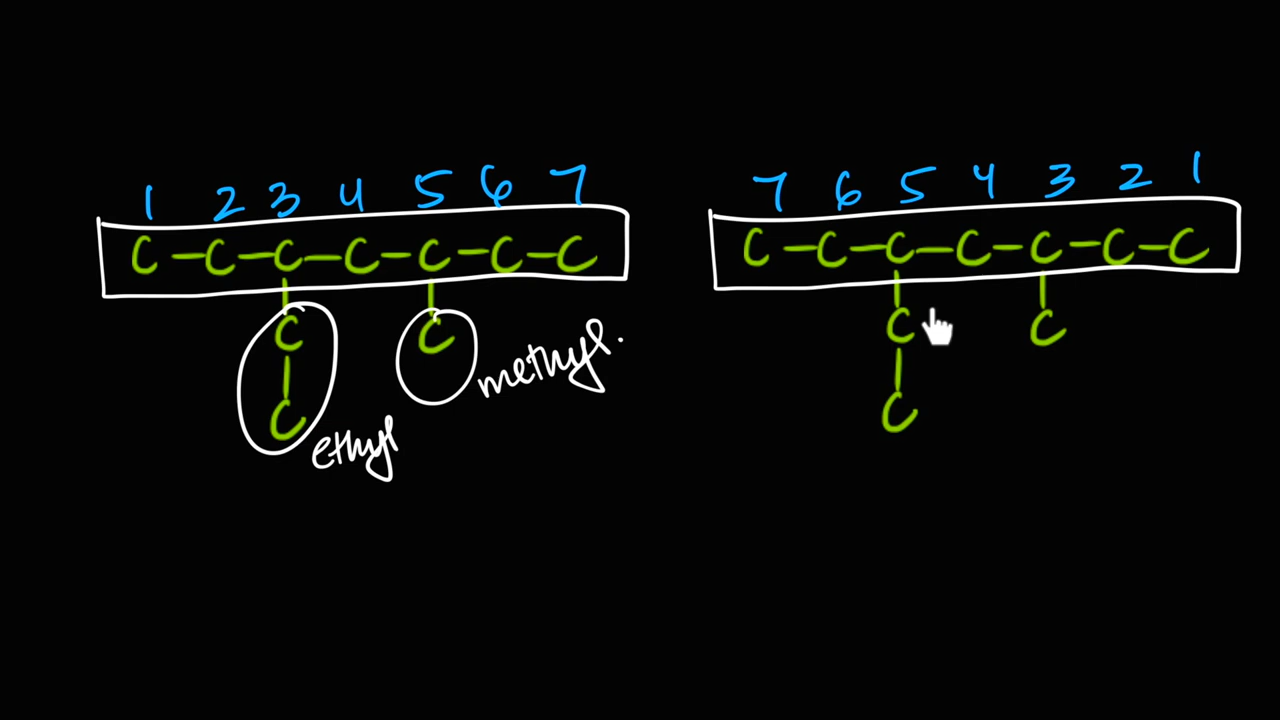 1 2 3 4 5 6 7
7 6 5 4 3 2 1
C-C-C-C-C-C-C
C-C-C-C-C-C-C
C
C
methyl.
C
C
C
ethyl
C